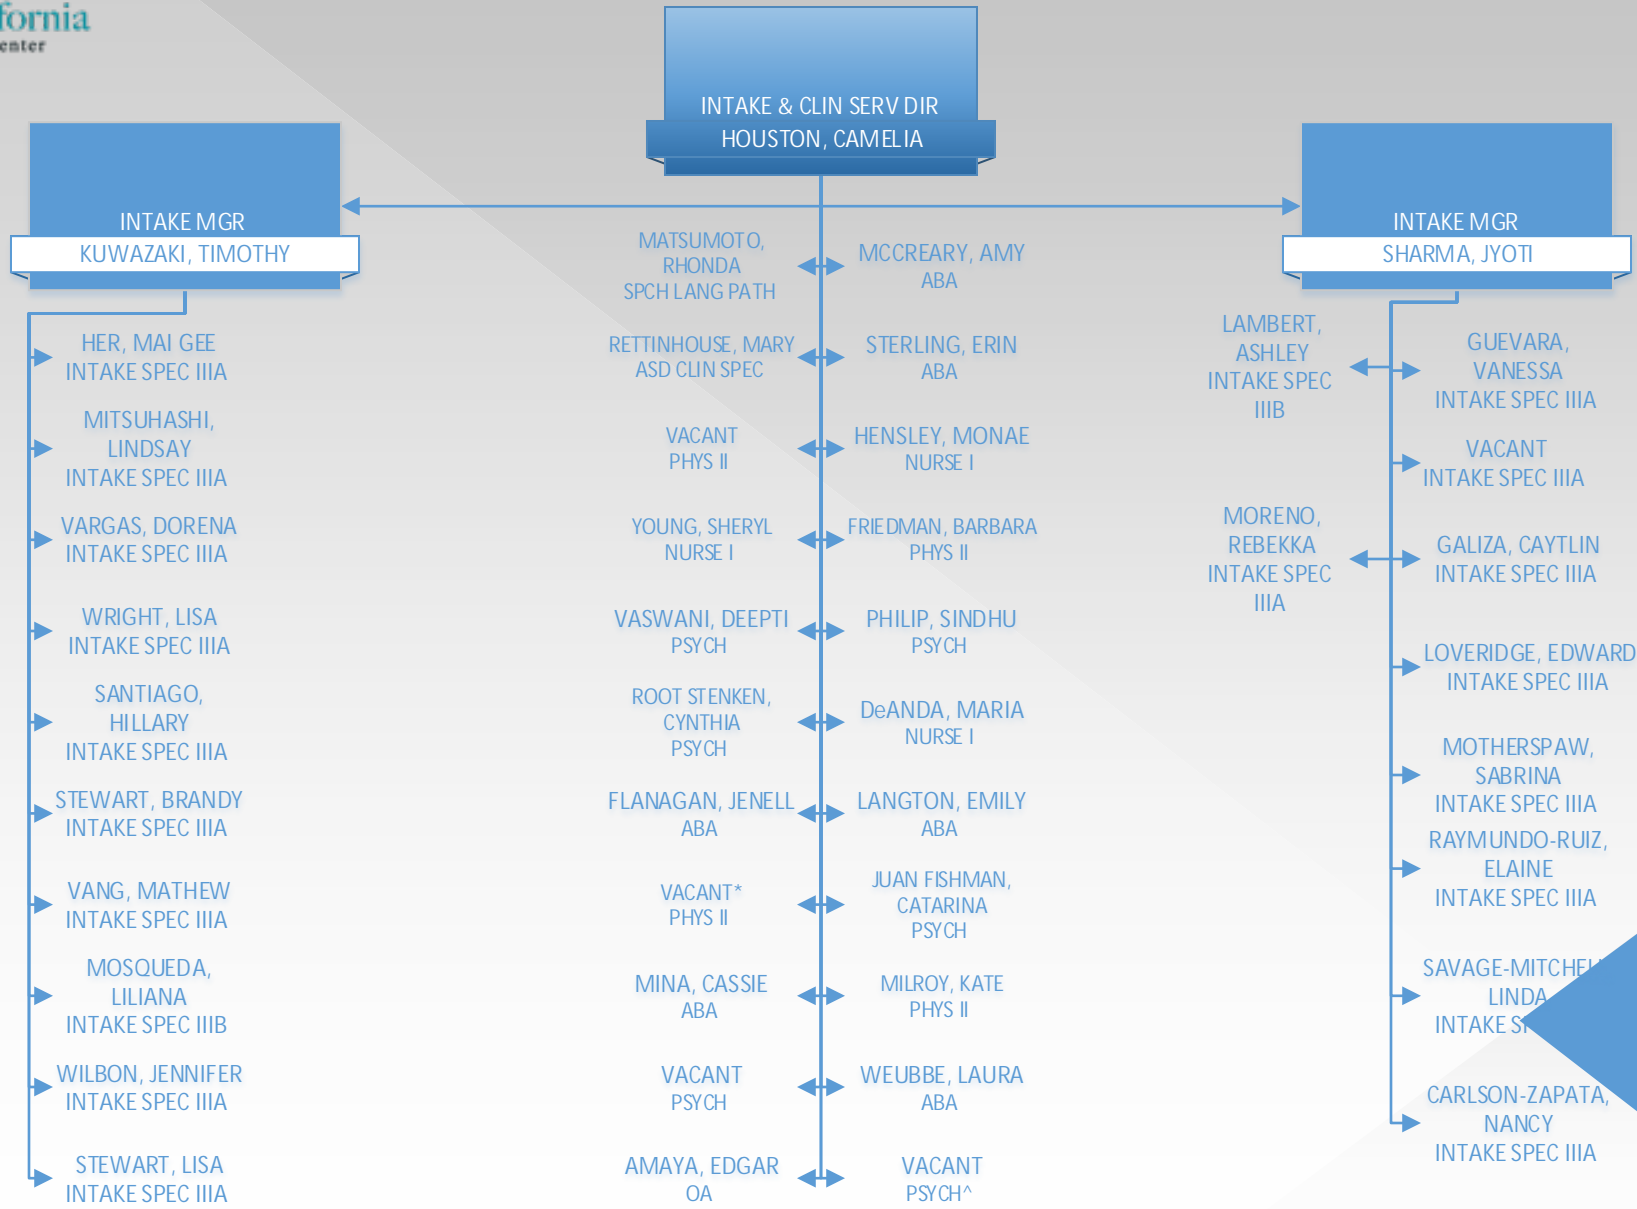 enter
INTAKE & CLIN SERV DIR
HOUSTON, CAMELIA
INTAKE MGR
KUWAZAKI, TIMOTHY
HER, MAI GEE
INTAKE SPEC IIIA
MITSUHASHI,
LINDSAY
INTAKE SPEC IIIA
VARGAS, DORENA
INTAKE SPEC IIIA
WRIGHT, LISA
INTAKE SPEC IIIA
SANTIAGO,
HILLARY
INTAKE SPEC IIIA
STEWART, BRANDY
INTAKE SPEC IIIA
VANG, MATHEW
INTAKE SPEC IIIA
MOSQUEDA,
LILIANA
INTAKE SPEC IIIB
WILBON, JENNIFER
INTAKE SPEC IIIA
STEWART, LISA
INTAKE SPEC IIIA
MATSUMOTO,
RHONDA
SPCH LANG PATH
MCCREARY, AMY
ABA
RETTINHOUSE, MARY
ASD CLIN SPEC
STERLING, ERIN
ABA
VACANT
PHYS II
HENSLEY, MONAE
NURSE I
YOUNG, SHERYL
NURSE I
FRIEDMAN, BARBARA
PHYS II
VASWANI, DEEPTI
PSYCH
PHILIP, SINDHU
PSYCH
ROOT STENKEN,
CYNTHIA
PSYCH
DeANDA, MARIA
NURSE I
FLANAGAN, JENELL
ABA
LANGTON, EMILY
ABA
VACANT*
PHYS II
JUAN FISHMAN,
CATARINA
PSYCH
MINA, CASSIE
ABA
MILROY, KATE
PHYS II
VACANT
PSYCH
WEUBBE, LAURA
ABA
AMAYA, EDGAR
OA
VACANT
PSYCH^
INTAKE MGR
SHARMA, JYOTI
LAMBERT,
ASHLEY
INTAKE SPEC
IIIB
GUEVARA,
VANESSA
INTAKE SPEC IIIA
VACANT
INTAKE SPEC IIIA
MORENO,
REBEKKA
INTAKE SPEC
IIIA
GALIZA, CAYTLIN
INTAKE SPEC IIIA
LOVERIDGE, EDWARD
INTAKE SPEC IIIA
MOTHERSPAW,
SABRINA
INTAKE SPEC IIIA
RAYMUNDO-RUIZ,
ELAINE
INTAKE SPEC IIIA
LINDA
INTAKE
CARLSON-ZAPATA,
NANCY
INTAKE SPEC IIIA